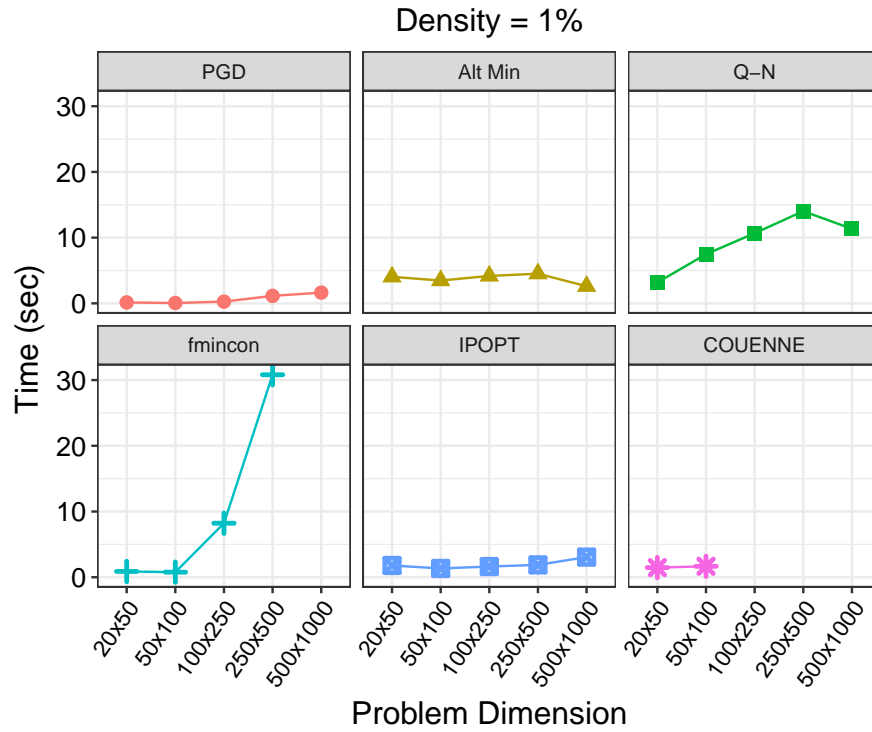 Density = 1%
PGD
Alt Min
Q−N
30
20
10
0
fmincon
IPOPT
COUENNE
30
20
10
0
Time (sec)
20x50
50x100
100x250
250x500
500x1000
20x50
50x100
100x250
250x500
500x1000
20x50
50x100
100x250
250x500
500x1000
Problem Dimension